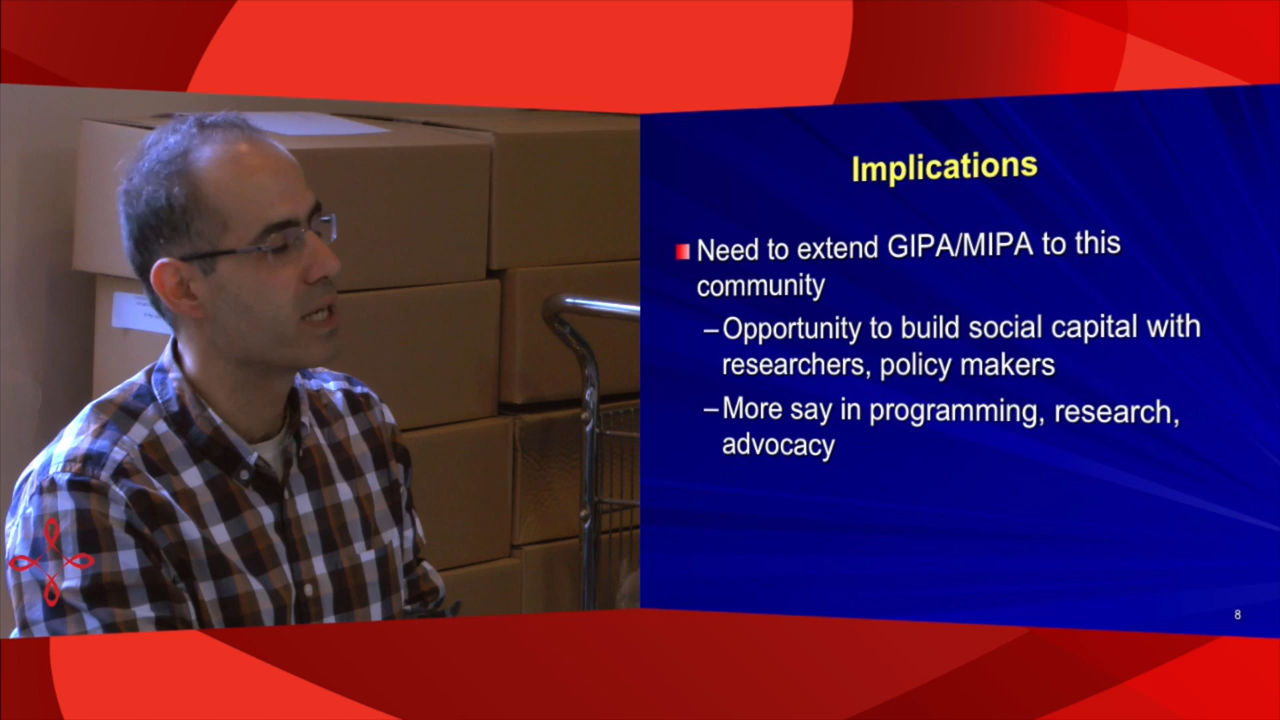 Implications
Need to extend GIPA/MIPA to this
community
–Opportunity to build social capital with
researchers, policy makers
–More say in programming, research,
advocacy
8